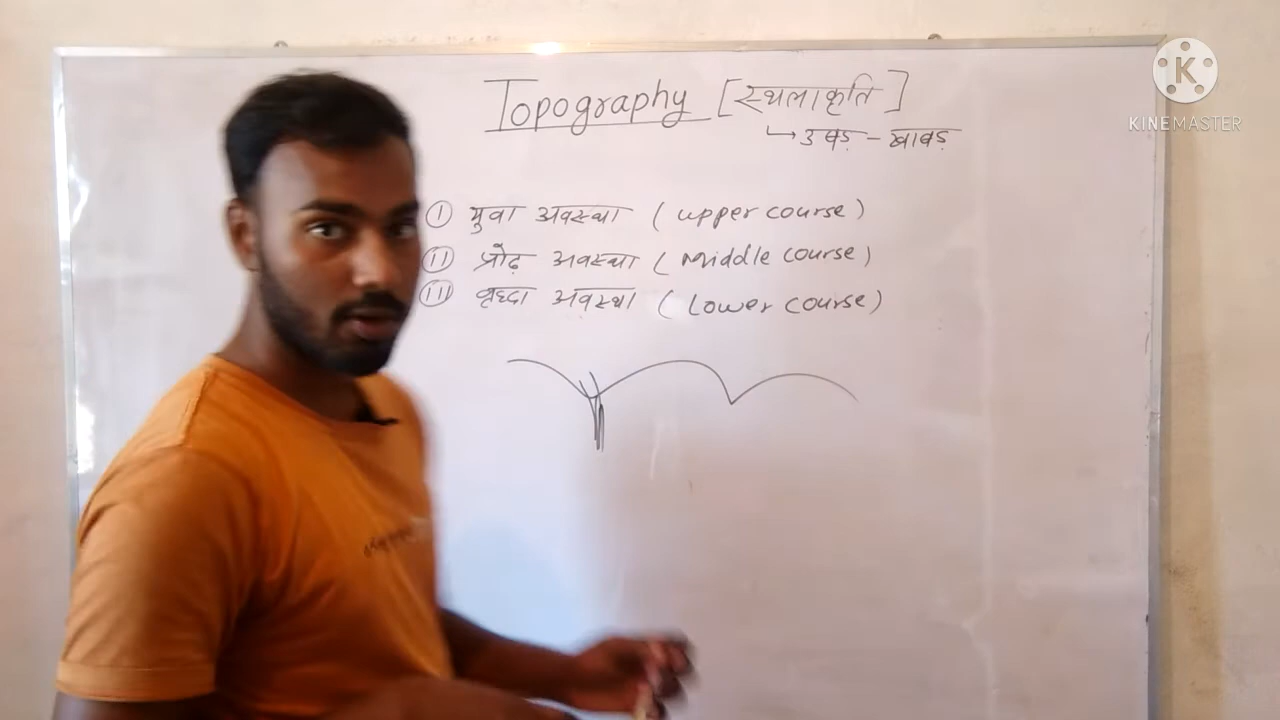 Topography [स्थलाकृति]
↳ उबड़ - खाबड़
(I) युवा अवस्था (upper course)
(II) प्रौढ़ अवस्था (Middle course)
(III) वृध्दा अवस्था (Lower course)
K
KINEMASTER